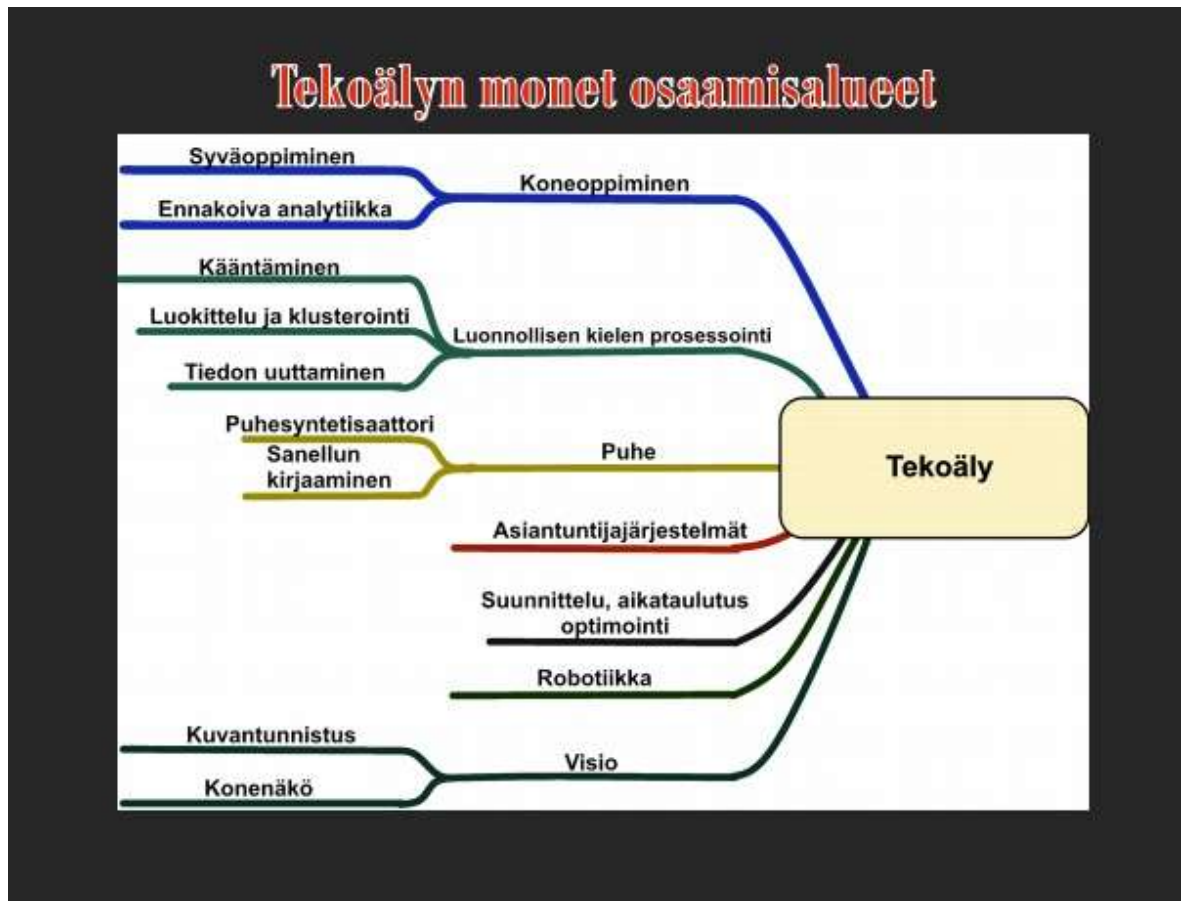 Tekoälyn monet osaamisalueet
Syväoppiminen
Koneoppiminen
Ennakoiva analytiikka
Kääntäminen
Luokittelu ja klusterointi
Luonnollisen kielen prosessointi
Tiedon uuttaminen
Puhesyntetisaattori
Puhe
Sanellun
kirjaaminen
Tekoäly
Asiantuntijajärjestelmät
Suunnittelu, aikataulutus
optimointi
Robotiikka
Kuvantunnistus
Visio
Konenäkö